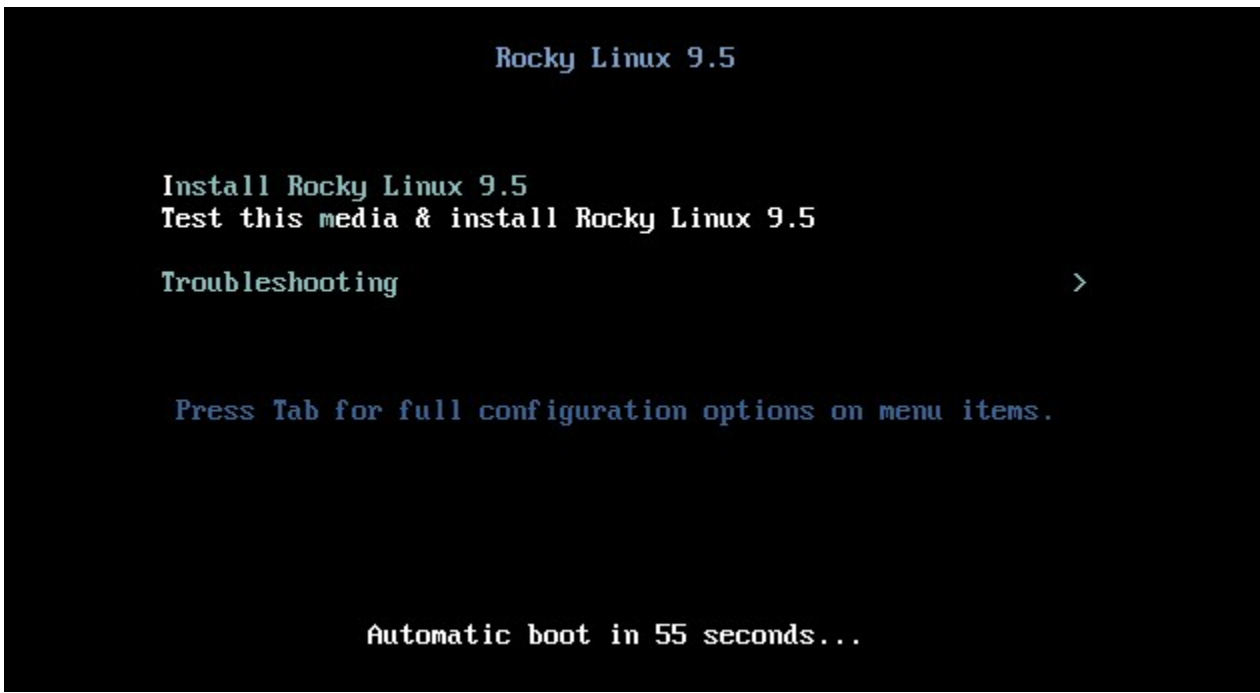 Rocky Linux 9.5
Install Rocky Linux 9.5
Test this media & install Rocky Linux 9.5
Troubleshooting >
Press Tab for full configuration options on menu items.
Automatic boot in 55 seconds...